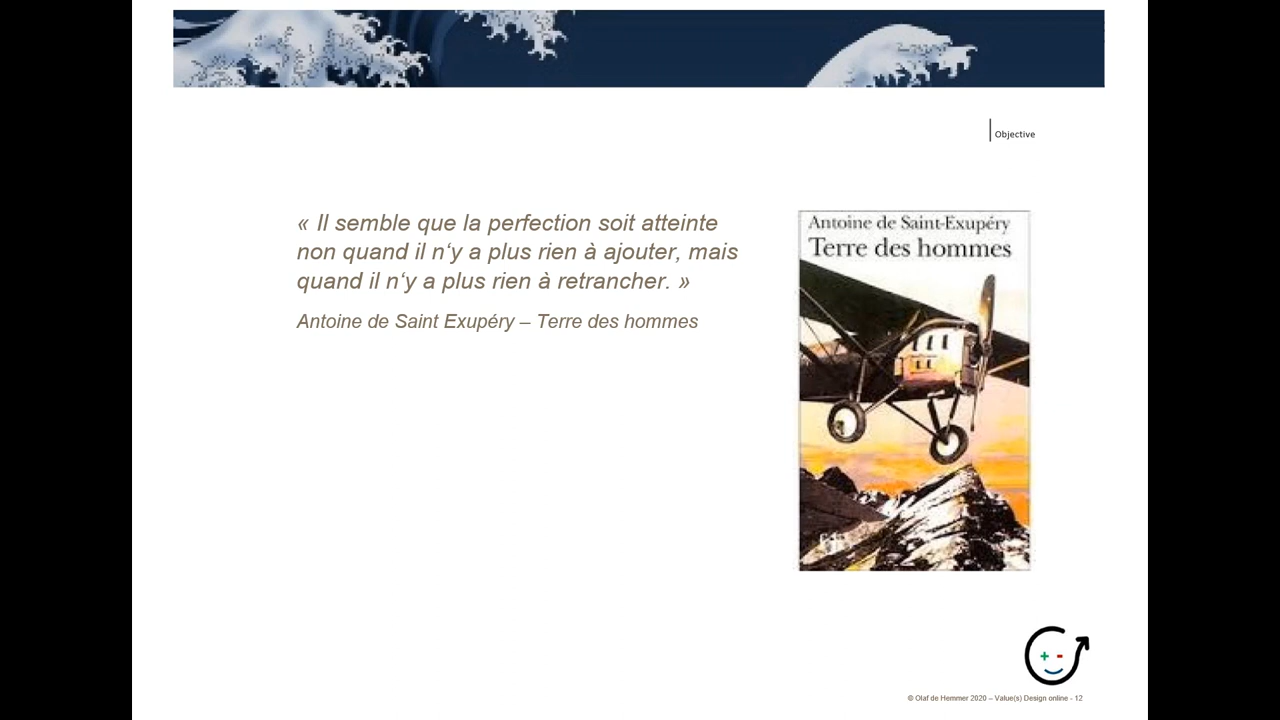 Objective
« Il semble que la perfection soit atteinte
non quand il n‘y a plus rien à ajouter, mais
quand il n‘y a plus rien à retrancher. »
Antoine de Saint Exupéry – Terre des hommes
Antoine de Saint-Exupéry
Terre des hommes
+ -
© Olaf de Hemmer 2020 – Value(s) Design online - 12